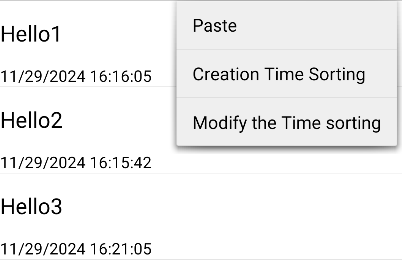 Hello1
11/29/2024 16:16:05
Hello2
11/29/2024 16:15:42
Hello3
11/29/2024 16:21:05
Paste
Creation Time Sorting
Modify the Time sorting